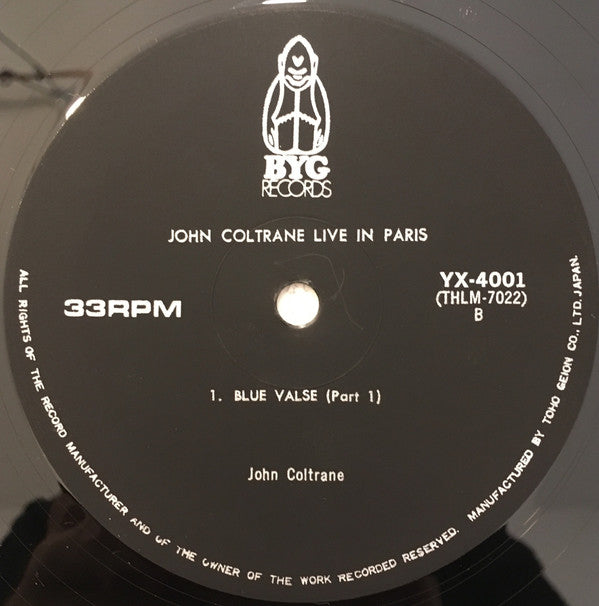 BYG
RECORDS
JOHN COLTRANE LIVE IN PARIS
33RPM
YX-4001
(THLM-7022)
B
1. BLUE VALSE (Part 1)
John Coltrane
ALL RIGHTS OF THE RECORD MANUFACTURER AND OF THE OWNER OF THE WORK RECORDED RESERVED. MANUFACTURED BY TOHO GEION CO., LTD. JAPAN.